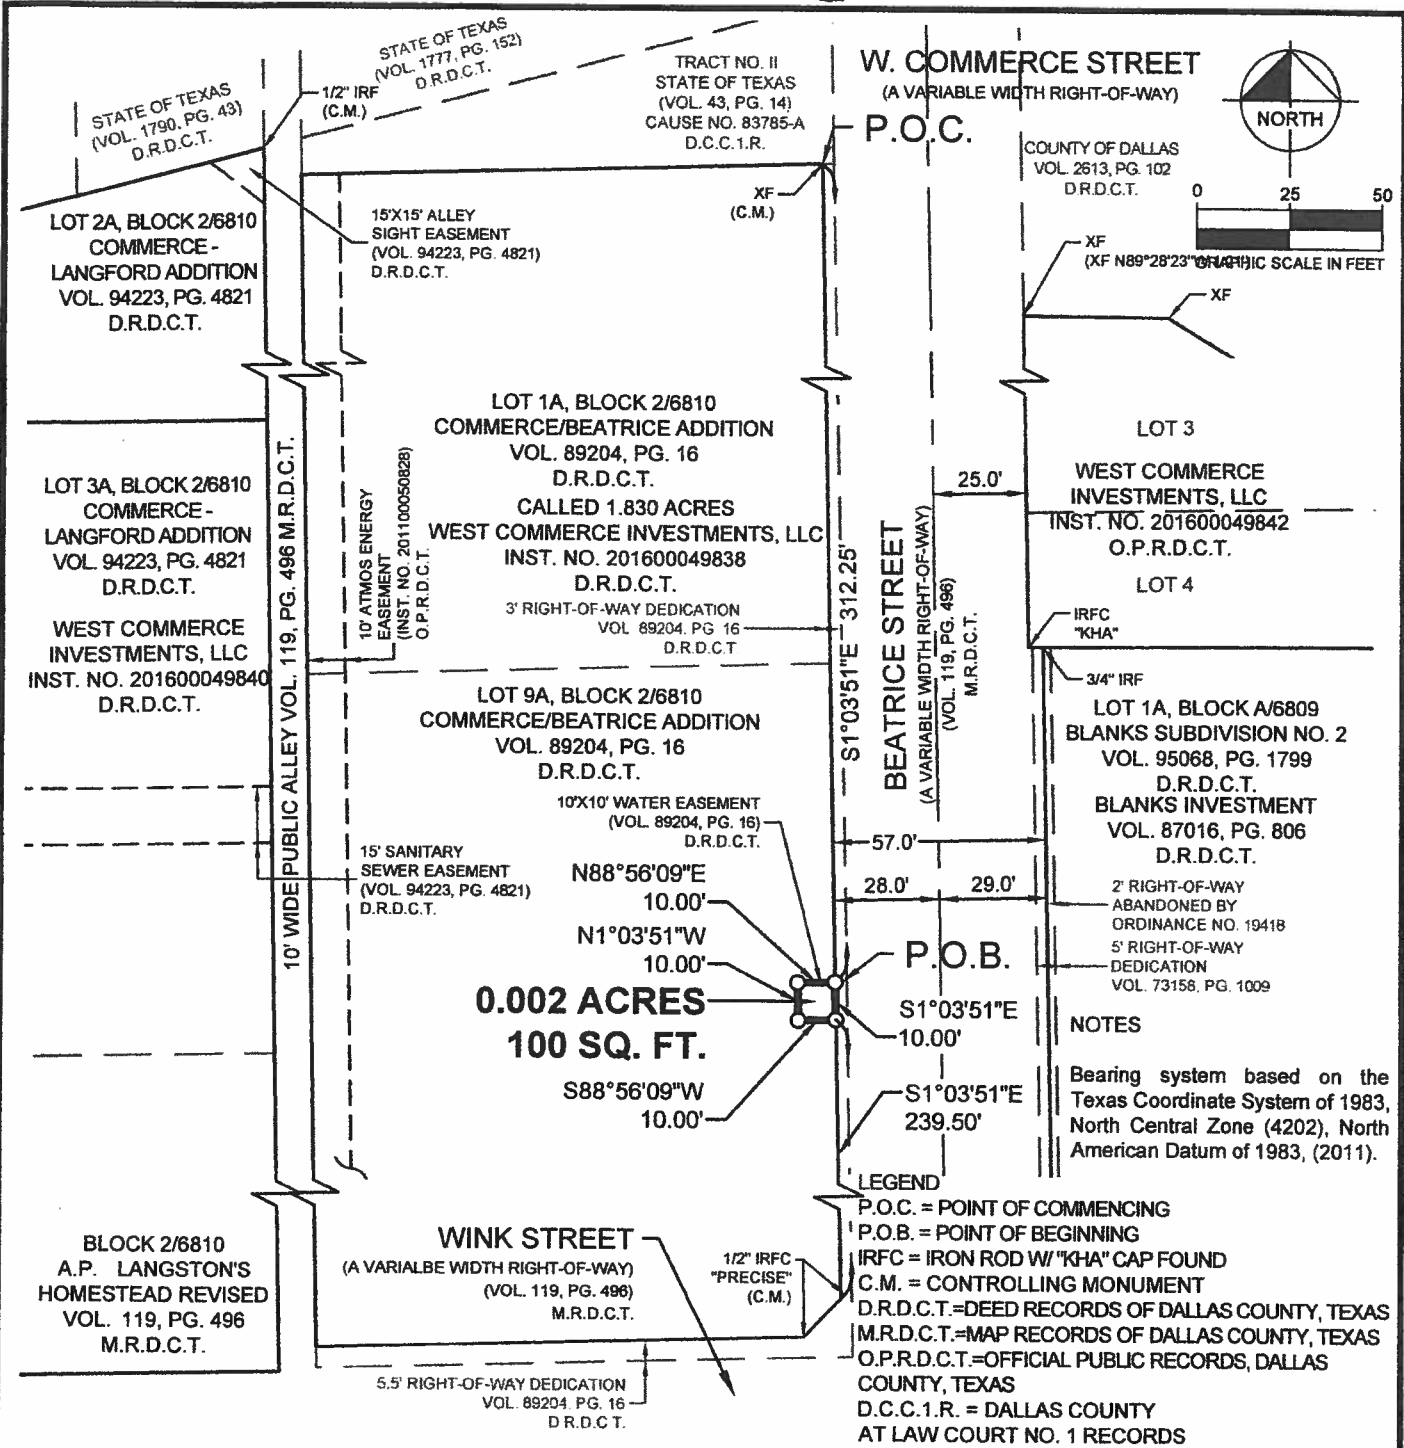 STATE OF TEXAS
(VOL. 1777, PG. 152)
D.R.D.C.T.
STATE OF TEXAS
(VOL. 1790, PG. 43)
D.R.D.C.T.
1/2" IRF
(C.M.)
TRACT NO. II
STATE OF TEXAS
(VOL. 43, PG. 14)
CAUSE NO. 83785-A
D.C.C.1.R.
W. COMMERCE STREET
(A VARIABLE WIDTH RIGHT-OF-WAY)
P.O.C.
NORTH
COUNTY OF DALLAS
VOL. 2613, PG. 102
D.R.D.C.T.
0 25 50
GRAPHIC SCALE IN FEET
XF
(C.M.)
XF
(XF N89°28'23"
XF
LOT 2A, BLOCK 2/6810
COMMERCE-
LANGFORD ADDITION
VOL. 94223, PG. 4821
D.R.D.C.T.
15'X15' ALLEY
SIGHT EASEMENT
(VOL. 94223, PG. 4821)
D.R.D.C.T.
LOT 1A, BLOCK 2/6810
COMMERCE/BEATRICE ADDITION
VOL. 89204, PG. 16
D.R.D.C.T.
CALLED 1.830 ACRES
WEST COMMERCE INVESTMENTS, LLC
INST. NO. 201600049838
D.R.D.C.T.
3' RIGHT-OF-WAY DEDICATION
VOL 89204, PG 16
D.R.D.C.T
LOT 3A, BLOCK 2/6810
COMMERCE-
LANGFORD ADDITION
VOL. 94223, PG. 4821
D.R.D.C.T.
WEST COMMERCE
INVESTMENTS, LLC
INST. NO. 201600049840
D.R.D.C.T.
10' WIDE PUBLIC ALLEY VOL. 119, PG. 496 M.R.D.C.T.
10' ATMOS ENERGY
EASEMENT
(INST. NO. 201100050828)
O.P.R.D.C.T.
S1°03'51"E 312.25'
BEATRICE STREET
(A VARIABLE WIDTH RIGHT-OF-WAY)
(VOL. 119, PG. 496)
M.R.D.C.T.
25.0'
LOT 3
WEST COMMERCE
INVESTMENTS, LLC
INST. NO. 201600049842
O.P.R.D.C.T.
LOT 4
IRFC
"KHA"
3/4" IRF
LOT 9A, BLOCK 2/6810
COMMERCE/BEATRICE ADDITION
VOL. 89204, PG. 16
D.R.D.C.T.
10'X10' WATER EASEMENT
(VOL. 89204, PG. 16)
D.R.D.C.T.
LOT 1A, BLOCK A/6809
BLANKS SUBDIVISION NO. 2
VOL. 95068, PG. 1799
D.R.D.C.T.
BLANKS INVESTMENT
VOL. 87016, PG. 806
D.R.D.C.T.
57.0'
28.0' 29.0'
15' SANITARY
SEWER EASEMENT
(VOL. 94223, PG. 4821)
D.R.D.C.T.
N88°56'09"E
10.00'
N1°03'51"W
10.00'
0.002 ACRES
100 SQ. FT.
S88°56'09"W
10.00'
P.O.B.
S1°03'51"E
10.00'
S1°03'51"E
239.50'
2' RIGHT-OF-WAY
ABANDONED BY
ORDINANCE NO. 19418
5' RIGHT-OF-WAY
DEDICATION
VOL. 73158, PG. 1009
NOTES
Bearing system based on the
Texas Coordinate System of 1983,
North Central Zone (4202), North
American Datum of 1983, (2011).
BLOCK 2/6810
A.P. LANGSTON'S
HOMESTEAD REVISED
VOL. 119, PG. 496
M.R.D.C.T.
WINK STREET
(A VARIALBE WIDTH RIGHT-OF-WAY)
(VOL. 119, PG. 496)
M.R.D.C.T.
1/2" IRFC
"PRECISE"
(C.M.)
5.5' RIGHT-OF-WAY DEDICATION
VOL. 89204, PG. 16
D.R.D.C.T.
LEGEND
P.O.C. = POINT OF COMMENCING
P.O.B. = POINT OF BEGINNING
IRFC = IRON ROD W/ "KHA" CAP FOUND
C.M. = CONTROLLING MONUMENT
D.R.D.C.T.=DEED RECORDS OF DALLAS COUNTY, TEXAS
M.R.D.C.T.=MAP RECORDS OF DALLAS COUNTY, TEXAS
O.P.R.D.C.T.=OFFICIAL PUBLIC RECORDS, DALLAS
COUNTY, TEXAS
D.C.C.1.R. = DALLAS COUNTY
AT LAW COURT NO. 1 RECORDS